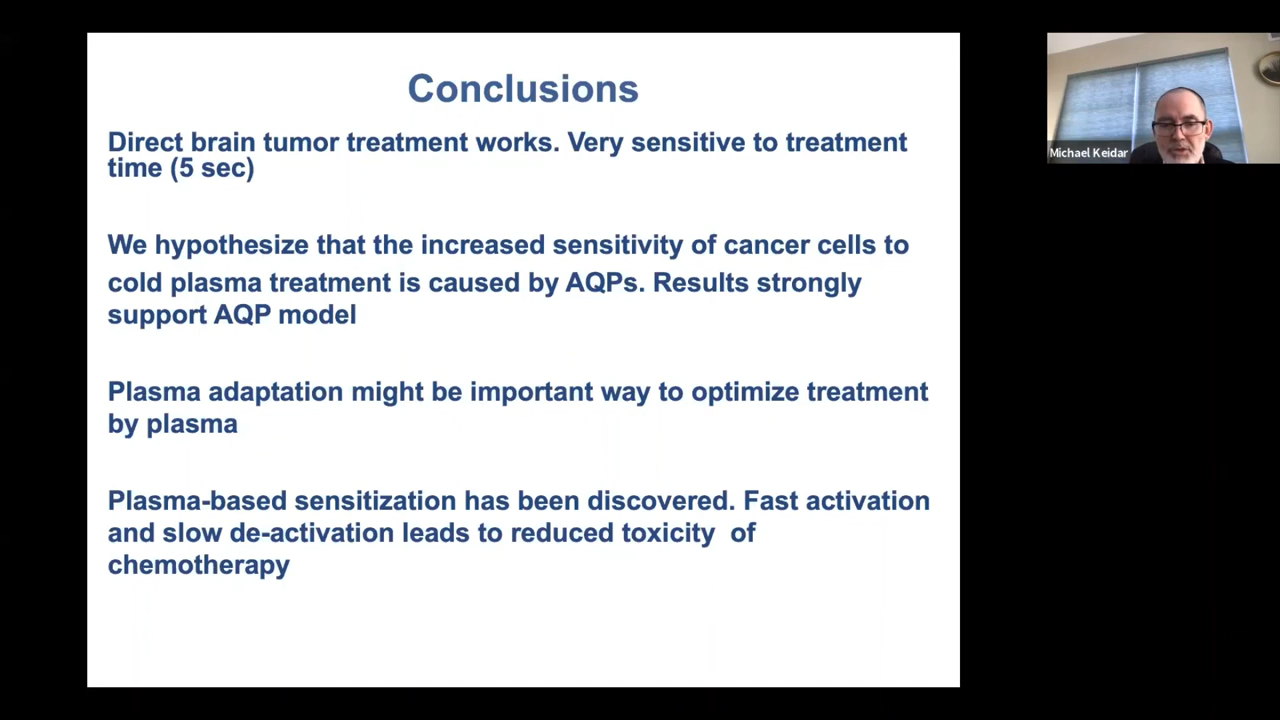 Conclusions
Direct brain tumor treatment works. Very sensitive to treatment
time (5 sec)
We hypothesize that the increased sensitivity of cancer cells to
cold plasma treatment is caused by AQPs. Results strongly
support AQP model
Plasma adaptation might be important way to optimize treatment
by plasma
Plasma-based sensitization has been discovered. Fast activation
and slow de-activation leads to reduced toxicity  of
chemotherapy
Michael Keidar